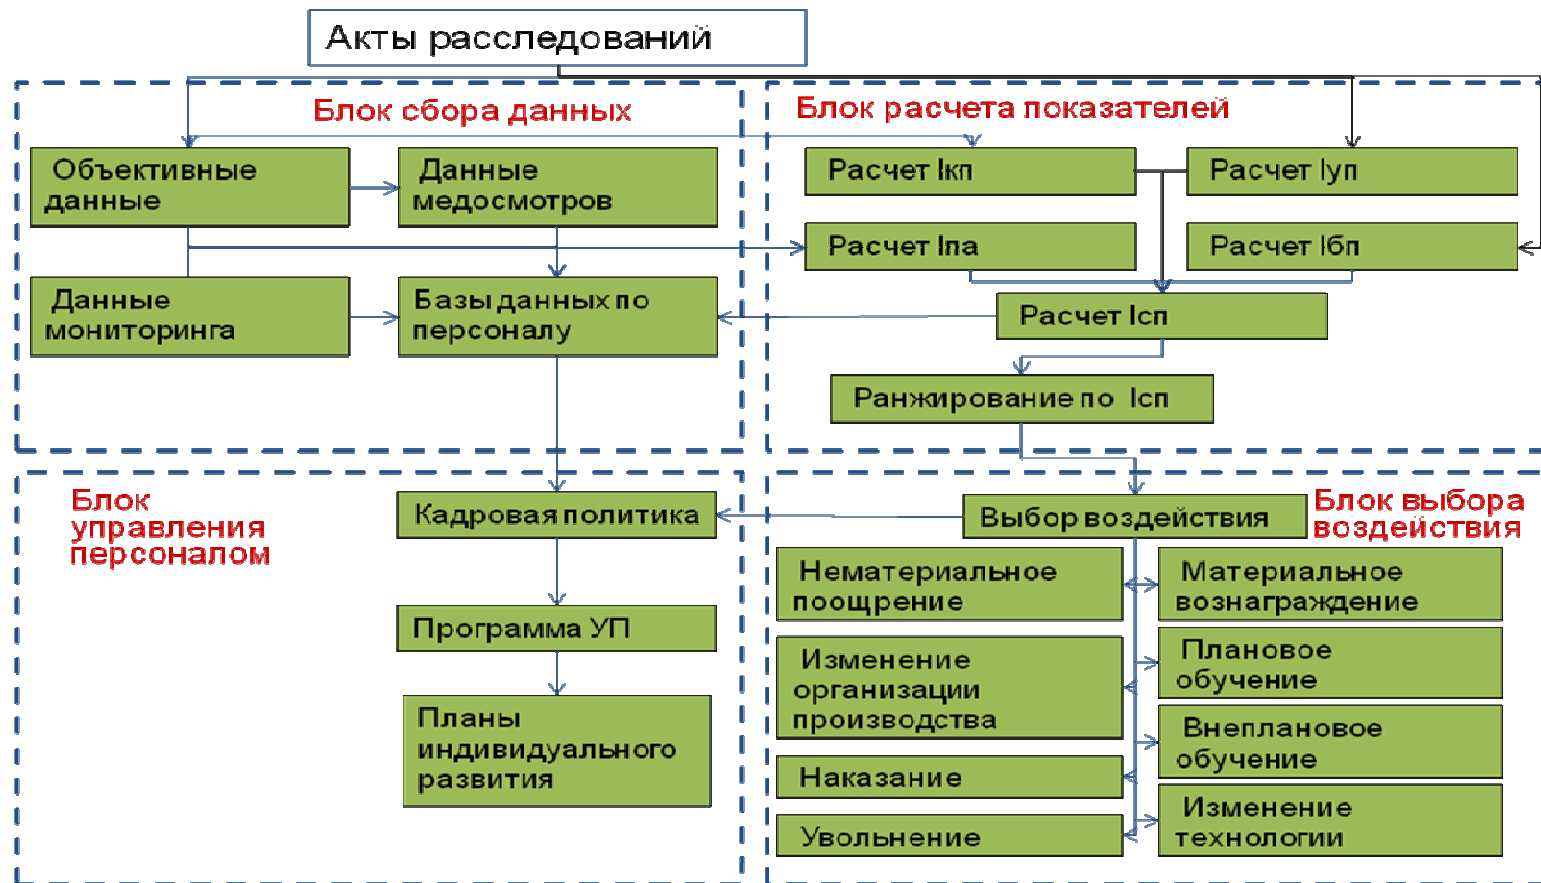 Акты расследований
Блок сбора данных
Объективные
данные
Данные
медосмотров
Данные
мониторинга
Базы данных по
персоналу
Блок расчета показателей
Расчет Iкп
Расчет Iуп
Расчет Iпа
Расчет Iбп
Расчет Iсп
Ранжирование по Iсп
Блок
управления
персоналом
Кадровая политика
Программа УП
Планы
индивидуального
развития
Блок выбора
воздействия
Выбор воздействия
Нематериальное
поощрение
Материальное
вознаграждение
Изменение
организации
производства
Плановое
обучение
Внеплановое
обучение
Наказание
Изменение
технологии
Увольнение